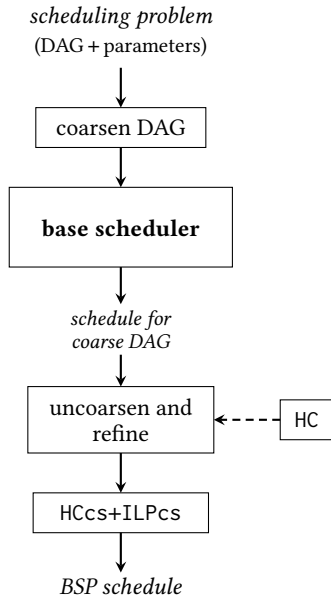 scheduling problem
(DAG + parameters)
coarsen DAG
base scheduler
schedule for
coarse DAG
uncoarsen and
refine
HC
HCcs+ILPcs
BSP schedule